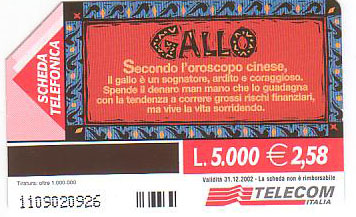 SCHEDA
TELEFONICA
GALLO
Secondo l'oroscopo cinese,
il gallo è un sognatore, ardito e coraggioso.
Spende il denaro man mano che lo guadagna
con la tendenza a correre grossi rischi finanziari,
ma vive la vita sorridendo.
L. 5.000 € 2,58
Tiratura: oltre 1.000.000
Validità 31.12.2002 - La scheda non è rimborsabile
1109020926
TELECOM
ITALIA